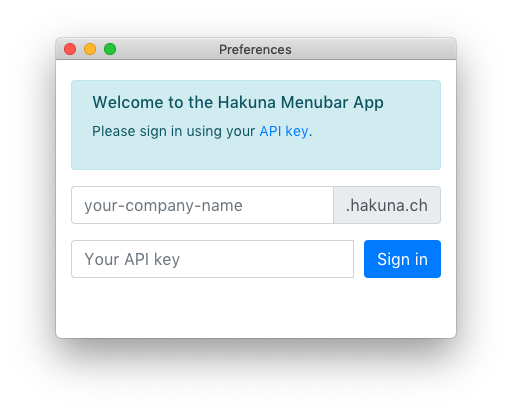 Preferences
Welcome to the Hakuna Menubar App
Please sign in using your API key.
your-company-name .hakuna.ch
Your API key Sign in